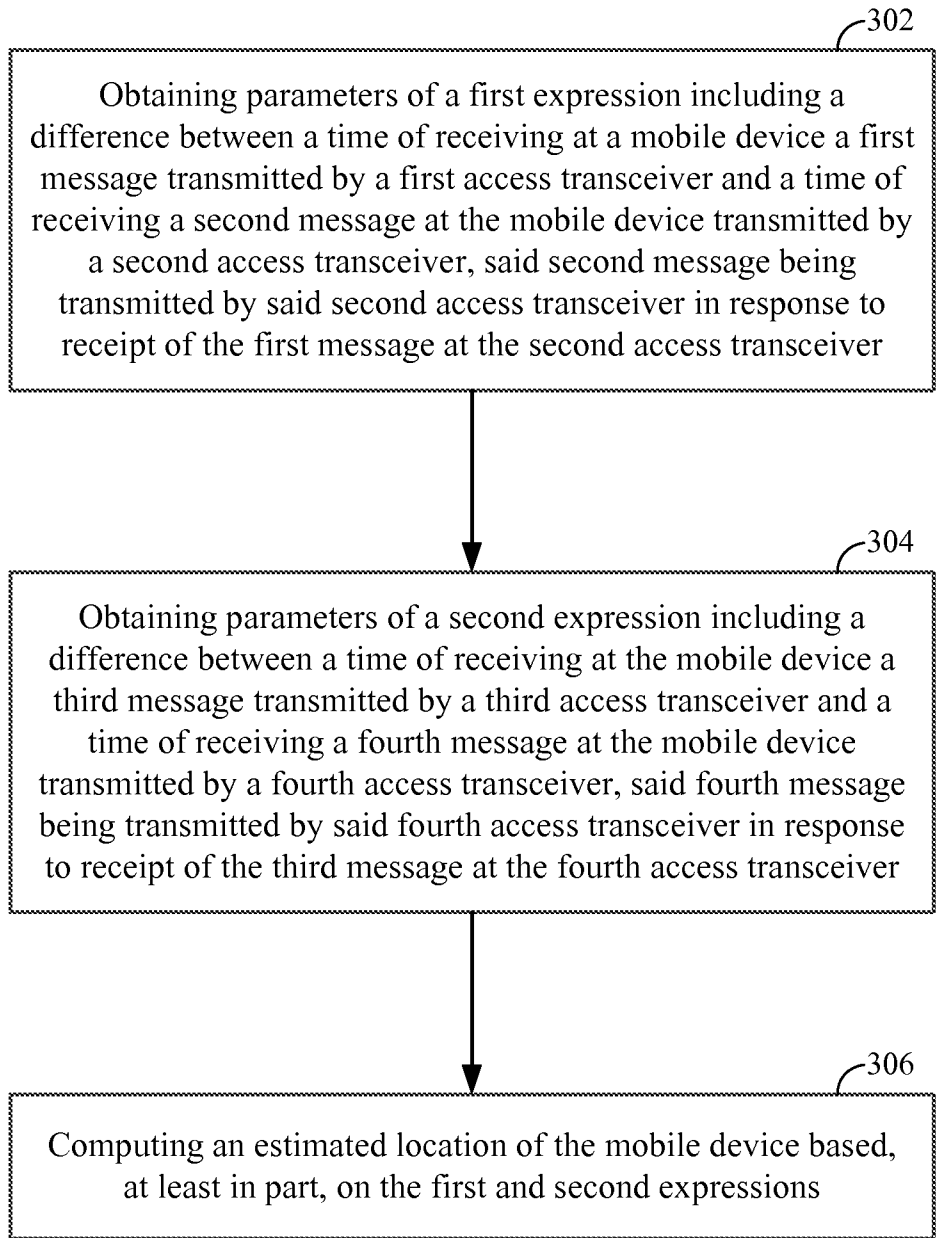 302
Obtaining parameters of a first expression including a
difference between a time of receiving at a mobile device a first
message transmitted by a first access transceiver and a time of
receiving a second message at the mobile device transmitted by
a second access transceiver, said second message being
transmitted by said second access transceiver in response to
receipt of the first message at the second access transceiver
304
Obtaining parameters of a second expression including a
difference between a time of receiving at the mobile device a
third message transmitted by a third access transceiver and a
time of receiving a fourth message at the mobile device
transmitted by a fourth access transceiver, said fourth message
being transmitted by said fourth access transceiver in response
to receipt of the third message at the fourth access transceiver
306
Computing an estimated location of the mobile device based,
at least in part, on the first and second expressions